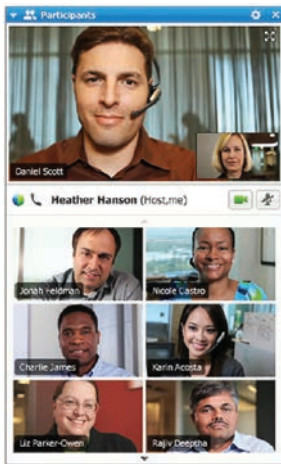 Participants
Daniel Scott
Heather Hanson (Host,me)
Jonah Feldman
Nicole Castro
Charlie James
Karin Acosta
Liz Parker-Owen
Rajiv Deeptha